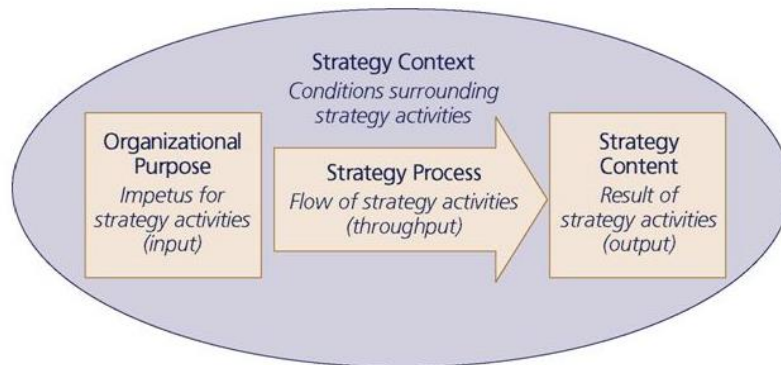 Strategy Context
Conditions surrounding
strategy activities
Organizational
Purpose
Impetus for
strategy activities
(input)
Strategy Process
Flow of strategy activities
(throughput)
Strategy
Content
Result of
strategy activities
(output)